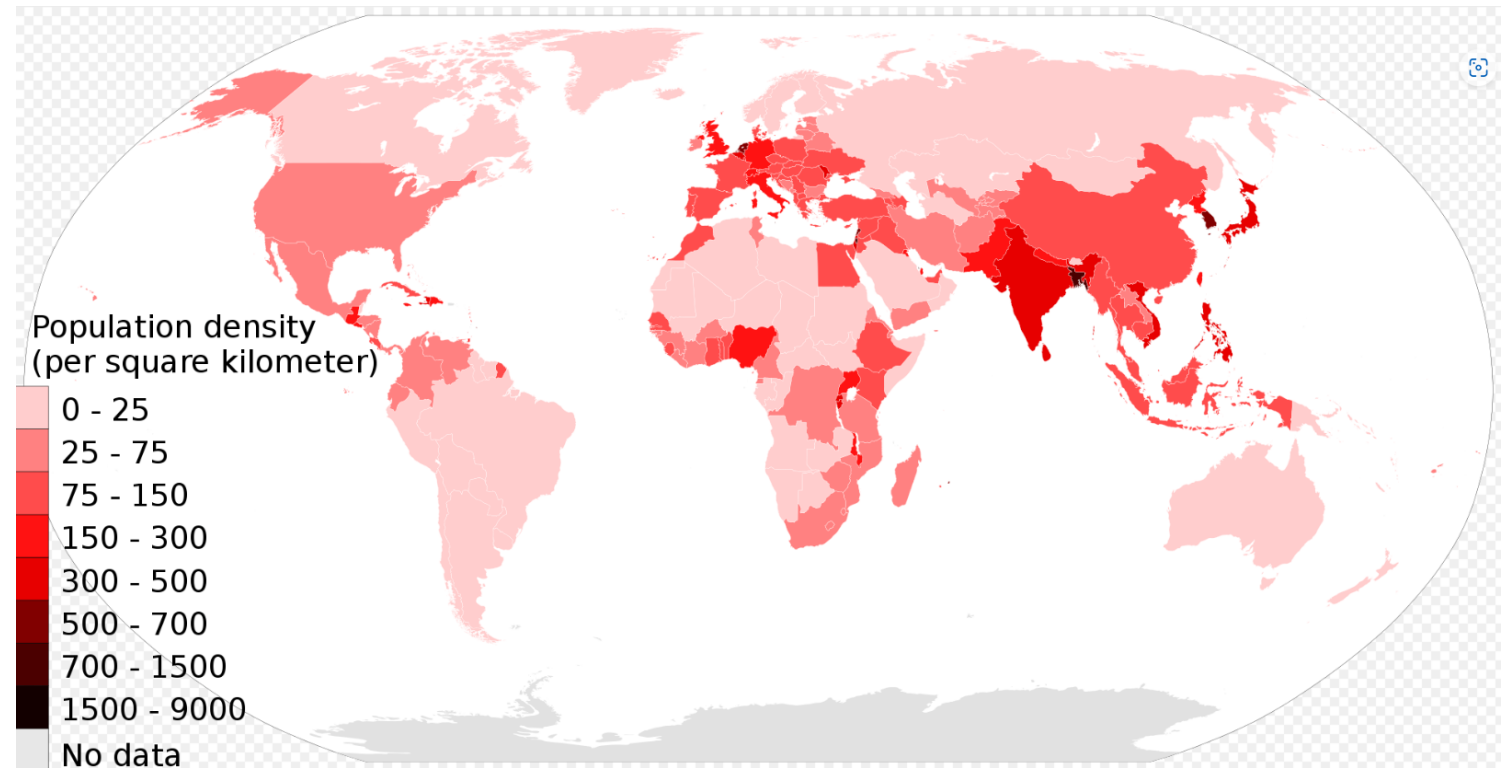 Population density
(per square kilometer)
0 - 25
25 - 75
75 - 150
150 - 300
300 - 500
500 - 700
700 - 1500
1500 - 9000
No data